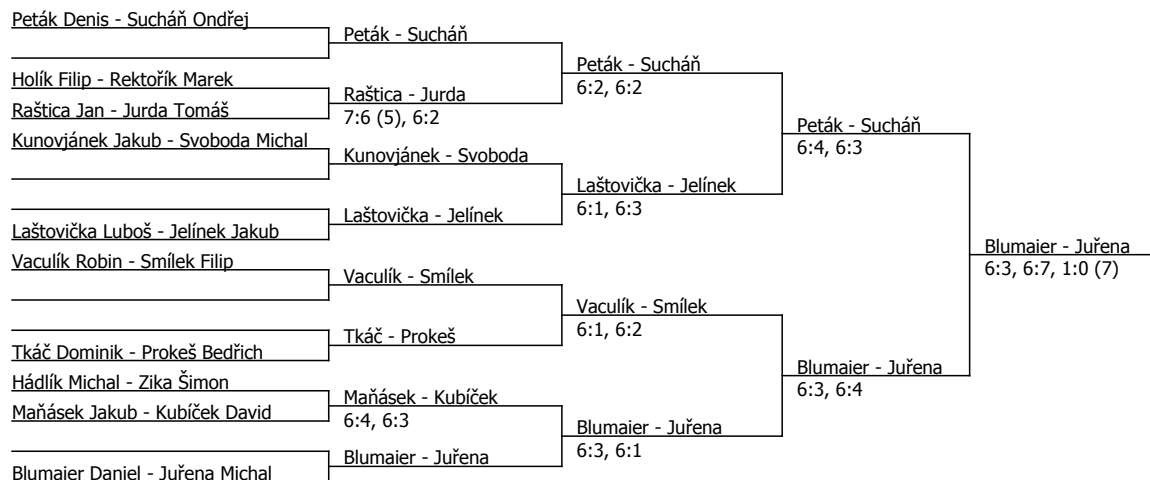 Peták Denis - Sucháň Ondřej
Peták - Sucháň
Peták - Sucháň
6:2, 6:2
Holík Filip - Rektořík Marek
Raštica - Jurda
7:6 (5), 6:2
Raštica Jan - Jurda Tomáš
Peták - Sucháň
6:4, 6:3
Kunovjánek Jakub - Svoboda Michal
Kunovjánek - Svoboda
Laštovička - Jelínek
6:1, 6:3
Laštovička - Jelínek
Laštovička Luboš - Jelínek Jakub
Blumaier - Juřena
6:3, 6:7, 1:0 (7)
Vaculík Robin - Smílek Filip
Vaculík - Smílek
Vaculík - Smílek
6:1, 6:2
Tkáč - Prokeš
Tkáč Dominik - Prokeš Bedřich
Blumaier - Juřena
6:3, 6:4
Hádlík Michal - Zika Šimon
Maňásek - Kubíček
6:4, 6:3
Maňásek Jakub - Kubíček David
Blumaier - Juřena
6:3, 6:1
Blumaier - Juřena
Blumaier Daniel - Juřena Michal